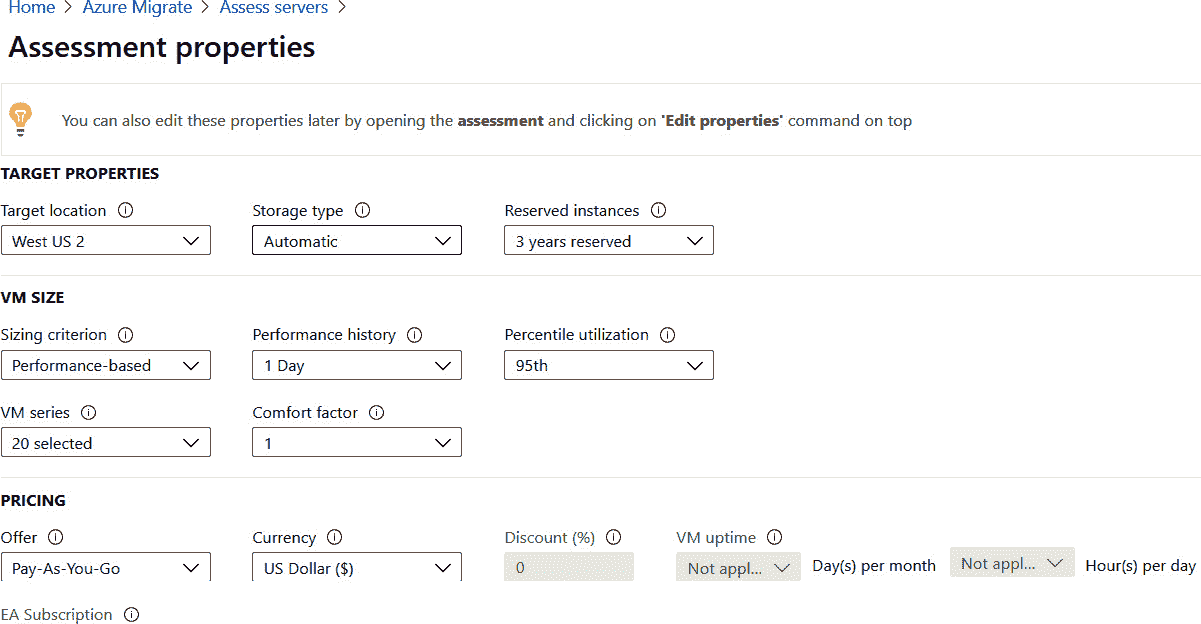 Home > Azure Migrate > Assess servers >
Assessment properties
You can also edit these properties later by opening the assessment and clicking on 'Edit properties' command on top
TARGET PROPERTIES
Target location Storage type Reserved instances
West US 2 Automatic 3 years reserved
VM SIZE
Sizing criterion Performance history Percentile utilization
Performance-based 1 Day 95th
VM series Comfort factor
20 selected 1
PRICING
Offer Currency Discount (%) VM uptime
Pay-As-You-Go US Dollar ($) 0 Not appl... Day(s) per month Not appl... Hour(s) per day
EA Subscription